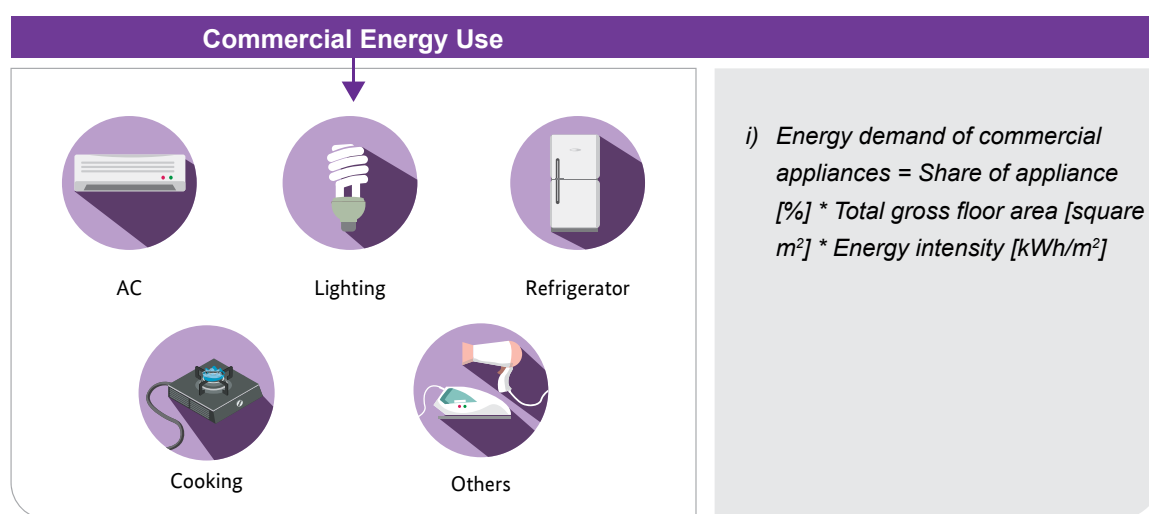 Commercial Energy Use
AC
Lighting
Refrigerator
Cooking
Others
i) Energy demand of commercial
appliances = Share of appliance
[%] * Total gross floor area [square
m²] * Energy intensity [kWh/m²]